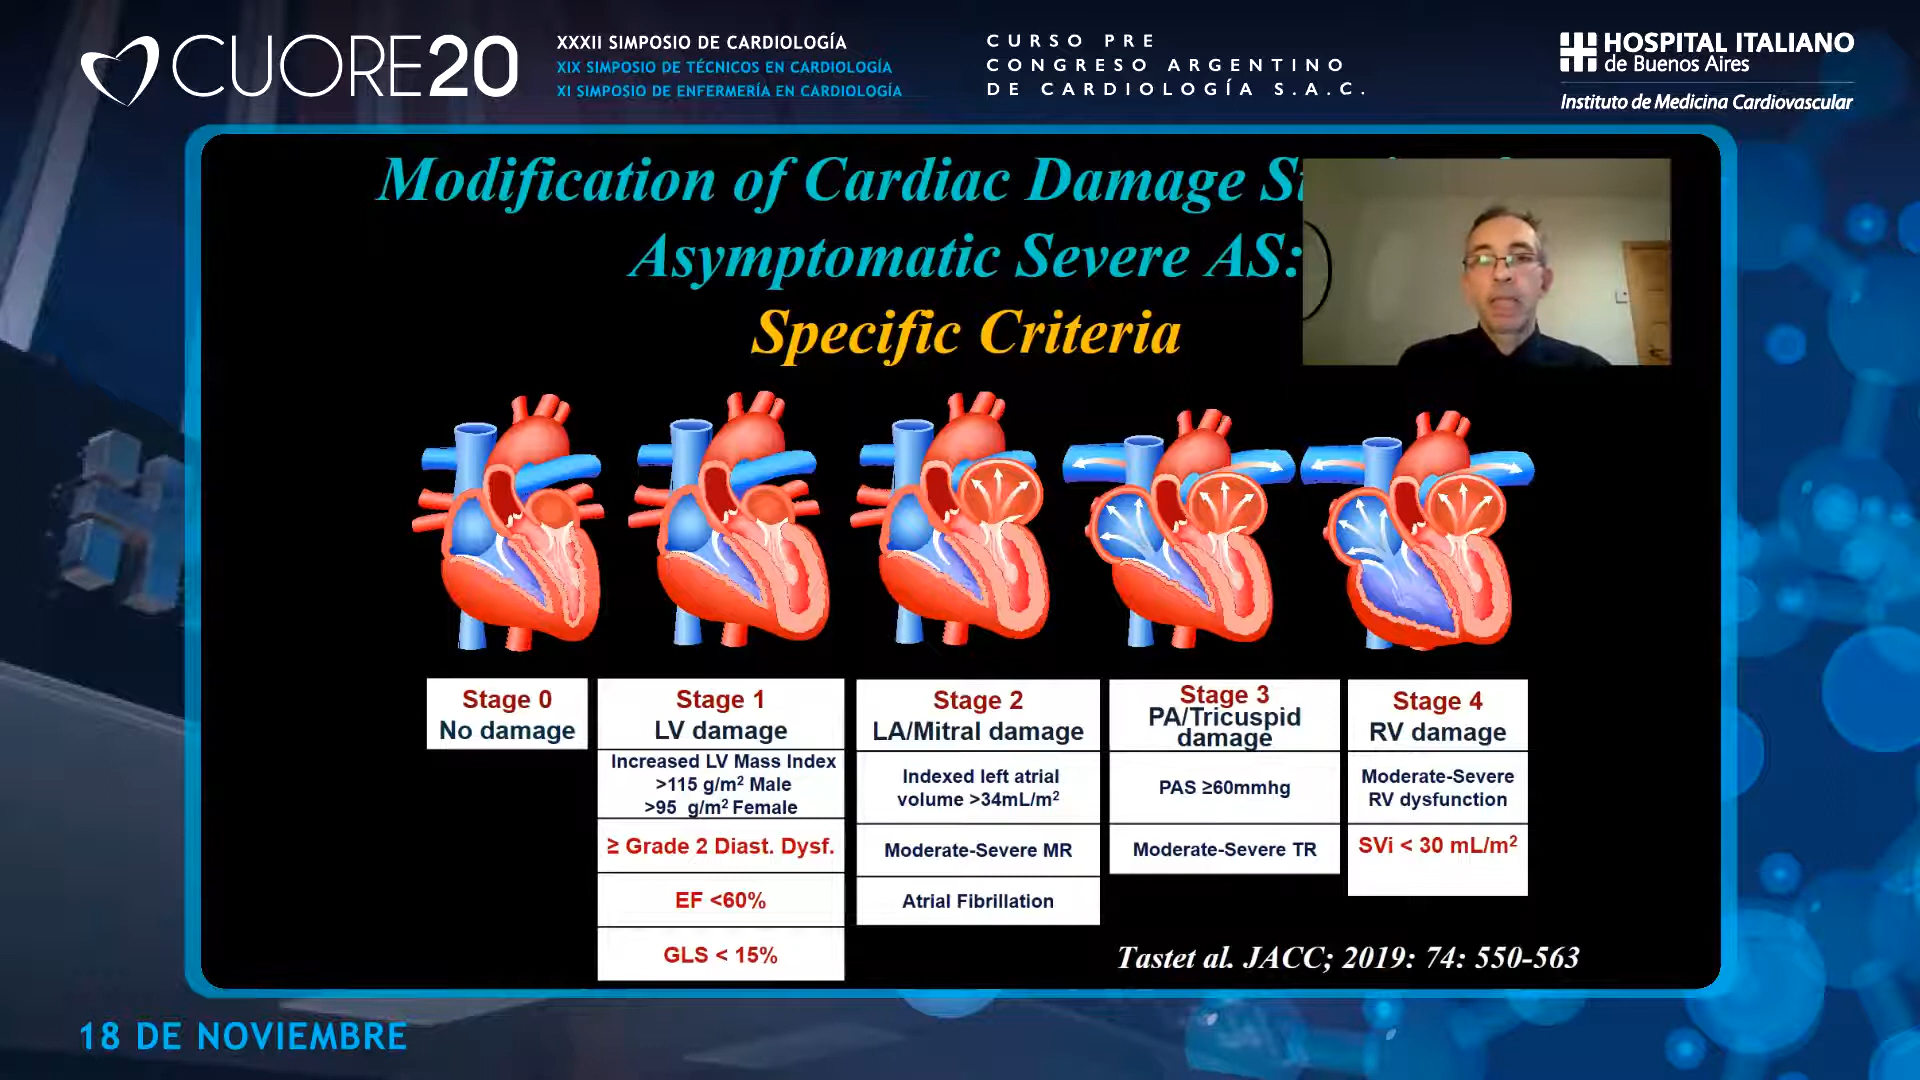 CUORE20
XXXII SIMPOSIO DE CARDIOLOGÍA
XIX SIMPOSIO DE TÉCNICOS EN CARDIOLOGÍA
XI SIMPOSIO DE ENFERMERÍA EN CARDIOLOGÍA
CURSO PRE
CONGRESO ARGENTINO
DE CARDIOLOGÍA S.A.C.
HOSPITAL ITALIANO
de Buenos Aires
Instituto de Medicina Cardiovascular
Modification of Cardiac Damage
Asymptomatic Severe AS:
Specific Criteria
Stage 0
No damage
Stage 1
LV damage
Increased LV Mass Index
>115 g/m² Male
>95 g/m² Female
≥ Grade 2 Diast. Dysf.
EF <60%
GLS < 15%
Stage 2
LA/Mitral damage
Indexed left atrial
volume >34mL/m²
Moderate-Severe MR
Atrial Fibrillation
Stage 3
PA/Tricuspid
damage
PAS ≥60mmhg
Moderate-Severe TR
Stage 4
RV damage
Moderate-Severe
RV dysfunction
SVi < 30 mL/m²
Tastet al. JACC; 2019: 74: 550-563
18 DE NOVIEMBRE